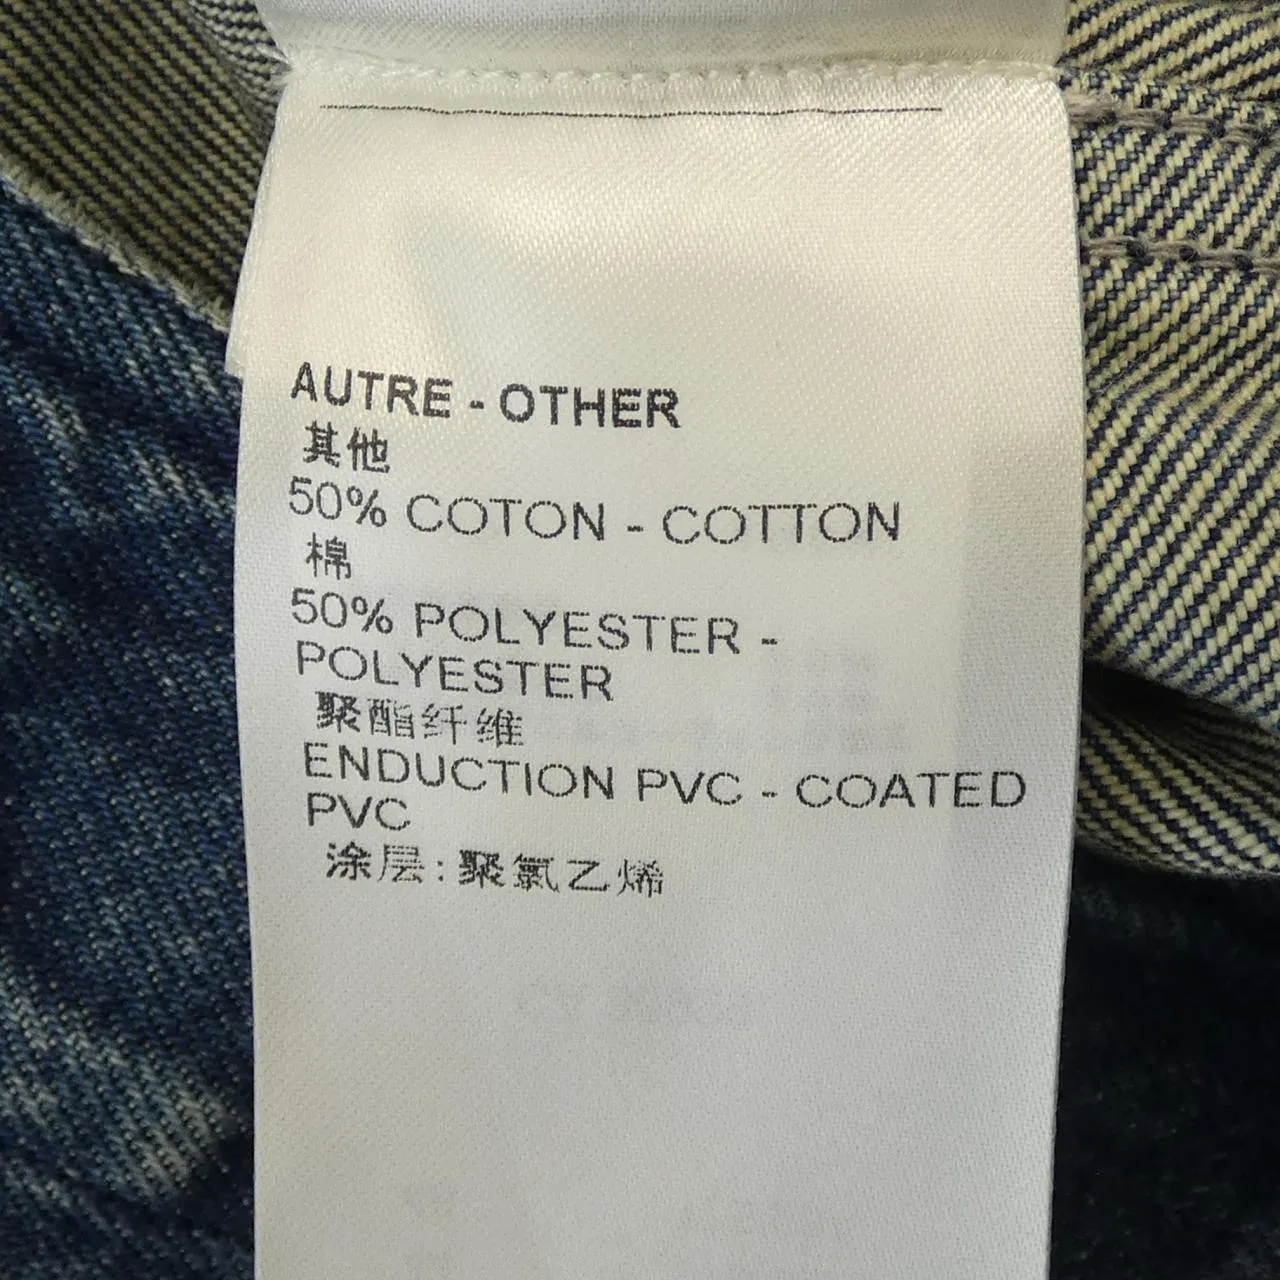 AUTRE - OTHER
其他
50% COTON - COTTON
棉
50% POLYESTER -
POLYESTER
聚酯纤维
ENDUCTION PVC - COATED
PVC
涂层:聚氯乙烯